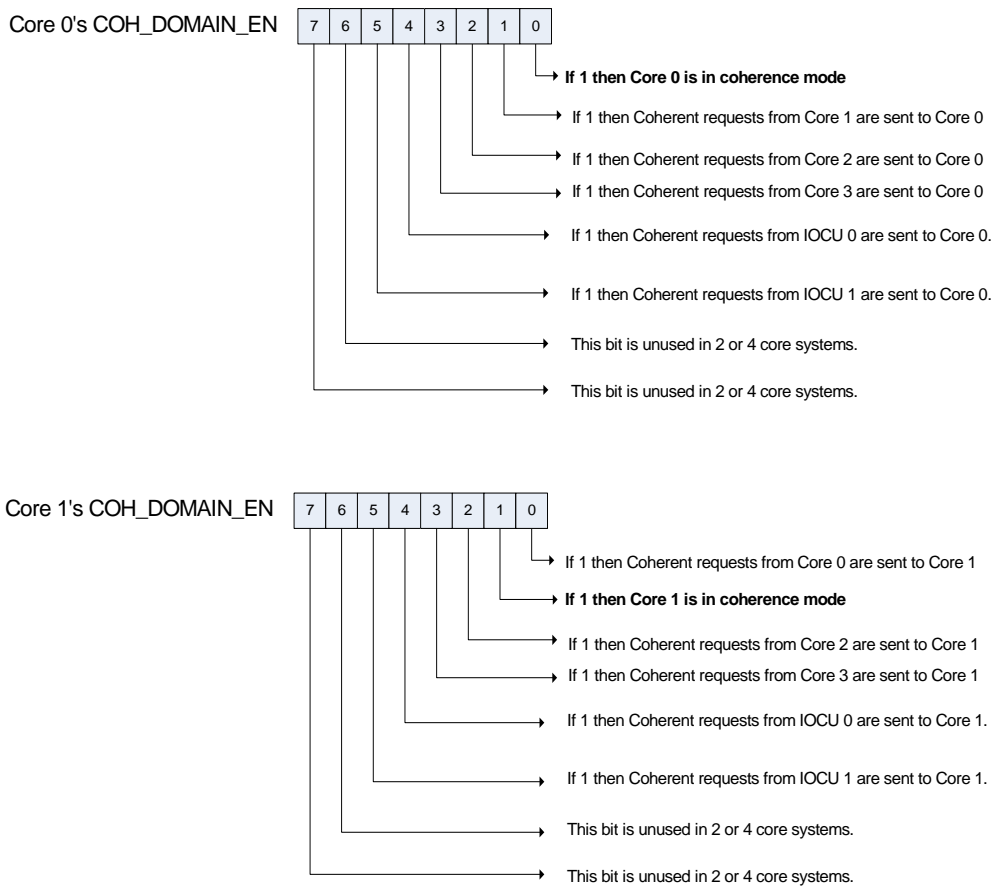 Core 0's COH_DOMAIN_EN
7 6 5 4 3 2 1 0
If 1 then Core 0 is in coherence mode
If 1 then Coherent requests from Core 1 are sent to Core 0
If 1 then Coherent requests from Core 2 are sent to Core 0
If 1 then Coherent requests from Core 3 are sent to Core 0
If 1 then Coherent requests from IOCU 0 are sent to Core 0.
If 1 then Coherent requests from IOCU 1 are sent to Core 0.
This bit is unused in 2 or 4 core systems.
This bit is unused in 2 or 4 core systems.
Core 1's COH_DOMAIN_EN
7 6 5 4 3 2 1 0
If 1 then Coherent requests from Core 0 are sent to Core 1
If 1 then Core 1 is in coherence mode
If 1 then Coherent requests from Core 2 are sent to Core 1
If 1 then Coherent requests from Core 3 are sent to Core 1
If 1 then Coherent requests from IOCU 0 are sent to Core 1.
If 1 then Coherent requests from IOCU 1 are sent to Core 1.
This bit is unused in 2 or 4 core systems.
This bit is unused in 2 or 4 core systems.